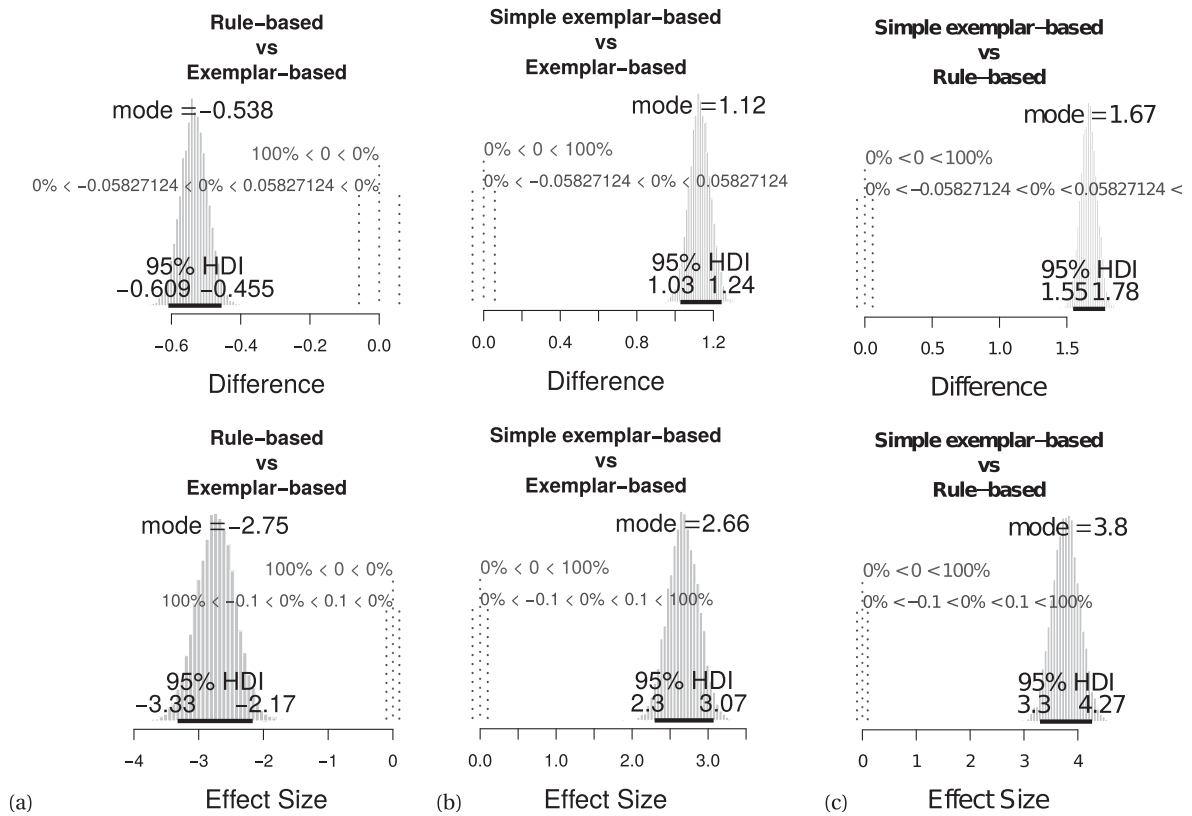 Rule–based
vs
Exemplar–based
mode =−0.538
100% < 0 < 0%
0% < −0.05827124 < 0% < 0.05827124 < 0%
95% HDI
−0.609 −0.455
−0.6 −0.4 −0.2 0.0
Difference
Simple exemplar–based
vs
Exemplar–based
mode =1.12
0% < 0 < 100%
0% < −0.05827124 < 0% < 0.05827124
95% HDI
1.03 1.24
0.0 0.4 0.8 1.2
Difference
Simple exemplar–based
vs
Rule–based
mode =1.67
0% <0 <100%
0% <−0.05827124 <0% <0.05827124 <
95% HDI
1.55 1.78
0.0 0.5 1.0 1.5
Difference
Rule–based
vs
Exemplar–based
mode =−2.75
100% < 0 < 0%
100% < −0.1 < 0% < 0.1 < 0%
95% HDI
−3.33 −2.17
−4 −3 −2 −1 0
(a) Effect Size
Simple exemplar–based
vs
Exemplar–based
mode =2.66
0% < 0 < 100%
0% < −0.1 < 0% < 0.1 < 100%
95% HDI
2.3 3.07
0.0 1.0 2.0 3.0
(b) Effect Size
Simple exemplar–based
vs
Rule–based
mode =3.8
0% <0 <100%
0% <−0.1 <0% <0.1 <100%
95% HDI
3.3 4.27
0 1 2 3 4
(c) Effect Size